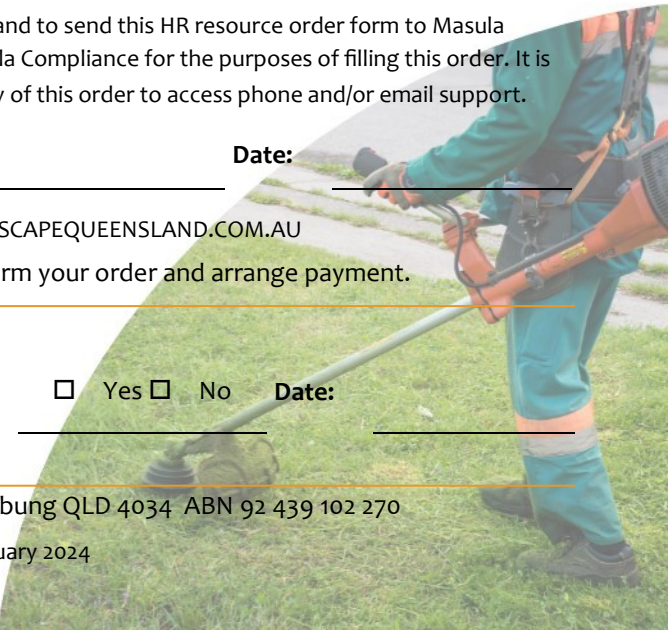 and to send this HR resource order form to Masula
la Compliance for the purposes of filling this order. It is
y of this order to access phone and/or email support.
Date:
SCAPEQUEENSLAND.COM.AU
rm your order and arrange payment.
☐ Yes ☐ No Date:
bung QLD 4034 ABN 92 439 102 270
uary 2024